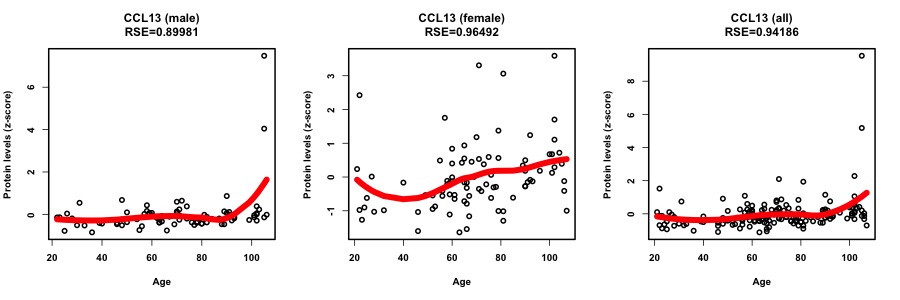 CCL13 (male)
RSE=0.89981
Protein levels (z-score)
6
4
2
0
20 40 60 80 100
Age
CCL13 (female)
RSE=0.96492
Protein levels (z-score)
3
2
1
0
-1
20 40 60 80 100
Age
CCL13 (all)
RSE=0.94186
Protein levels (z-score)
8
6
4
2
0
20 40 60 80 100
Age